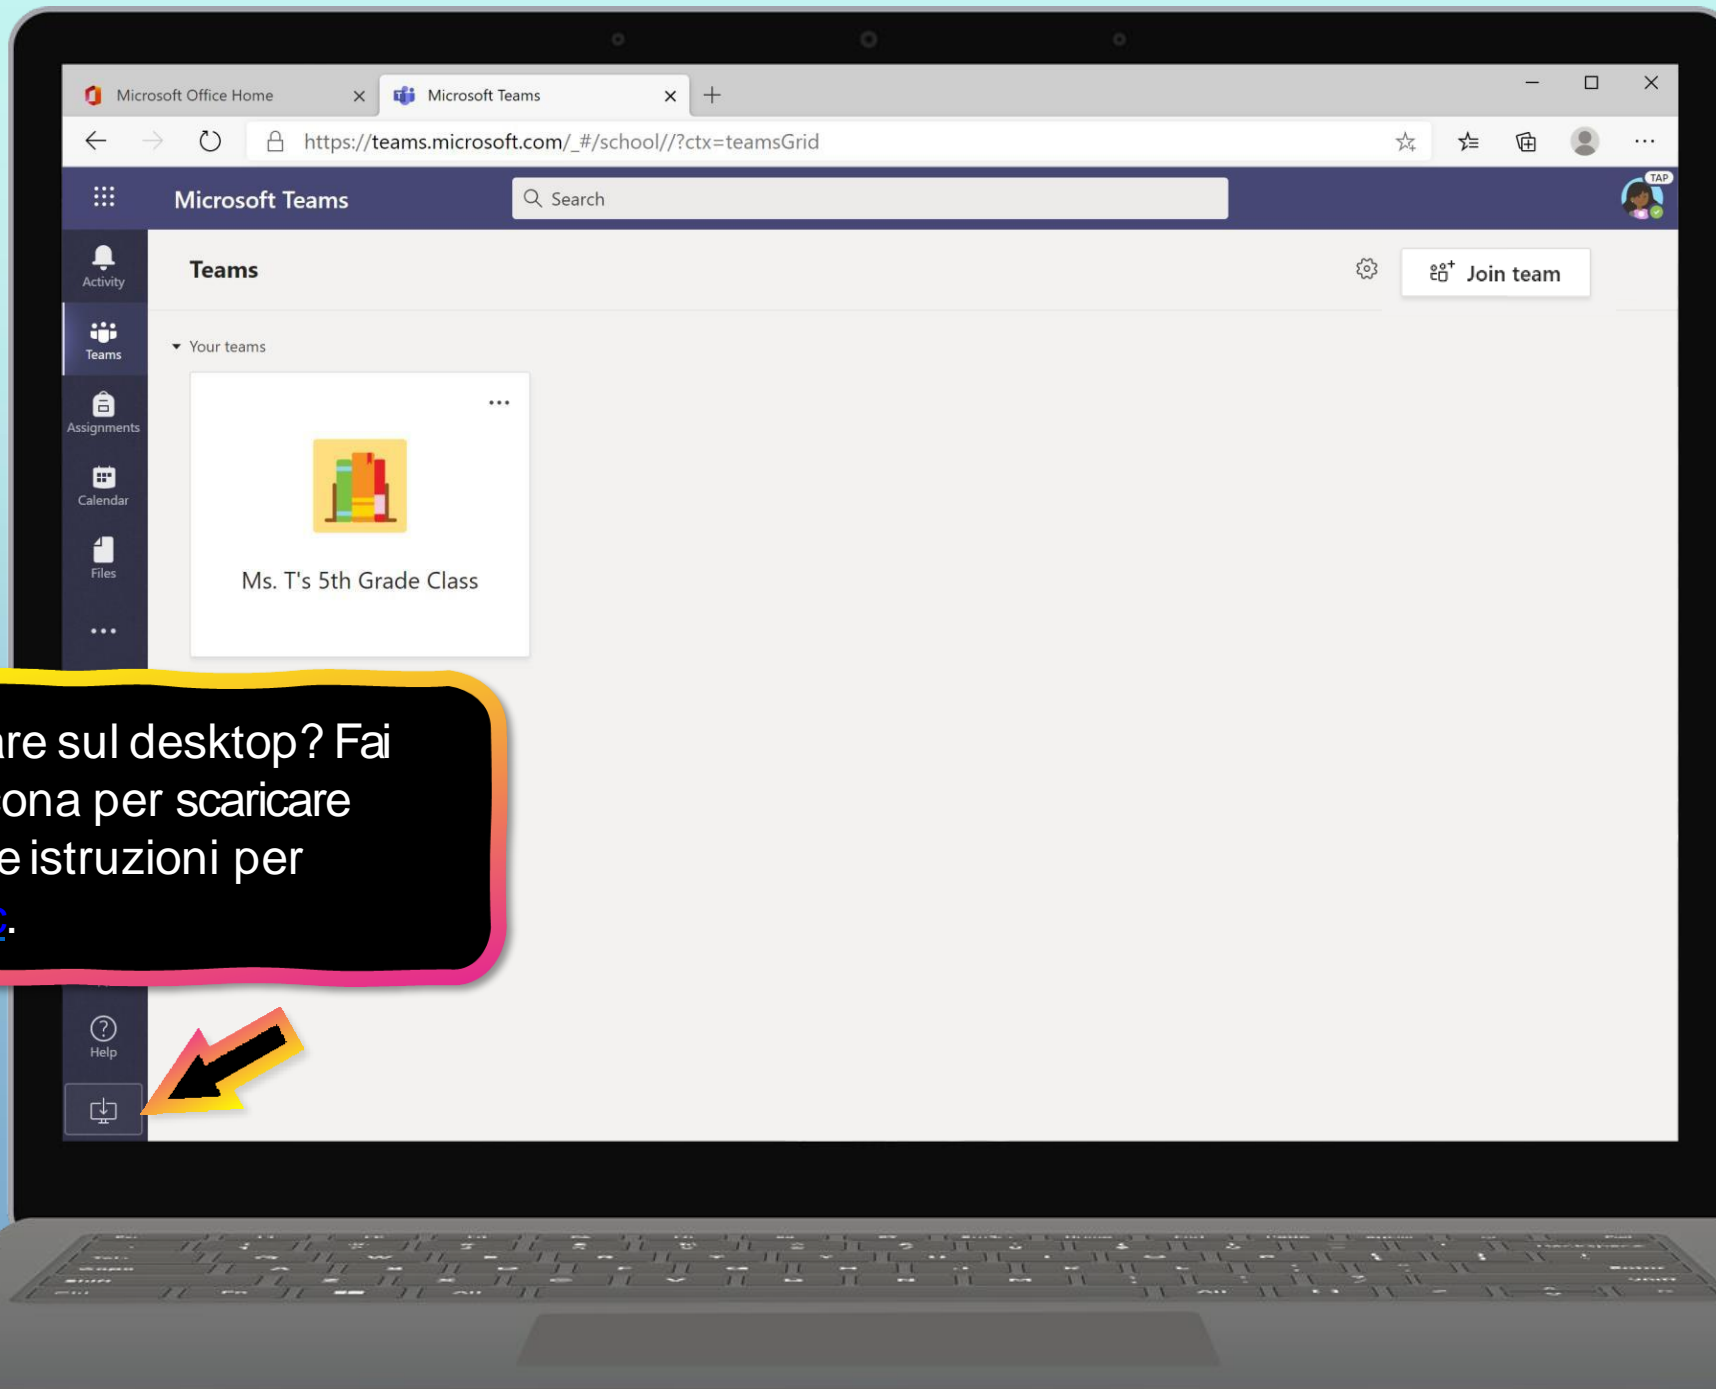 Microsoft Office Home
Microsoft Teams
https://teams.microsoft.com/_#/school//?ctx=teamsGrid
Microsoft Teams
Search
TAP
Activity
Teams
Join team
Teams
Your teams
Assignments
Calendar
Files
Ms. T's 5th Grade Class
are sul desktop? Fai
cona per scaricare
e istruzioni per
c.
Help